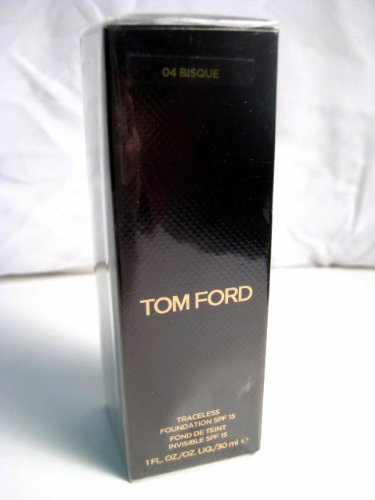 04 BISQUE
TOM FORD
TRACELESS
FOUNDATION SPF 15
FOND DE TEINT
INVISIBLE SPF 15
1 FL. OZ./OZ. LIQ./30 ml ℮